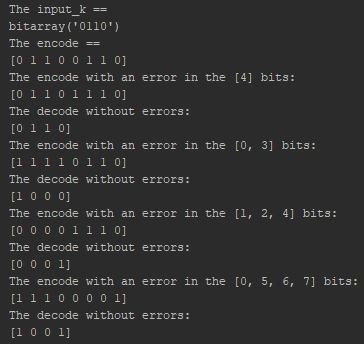 The input_k ==
bitarray('0110')
The encode ==
[0 1 1 0 0 1 1 0]
The encode with an error in the [4] bits:
[0 1 1 0 1 1 1 0]
The decode without errors:
[0 1 1 0]
The encode with an error in the [0, 3] bits:
[1 1 1 1 0 1 1 0]
The decode without errors:
[1 0 0 0]
The encode with an error in the [1, 2, 4] bits:
[0 0 0 0 1 1 1 0]
The decode without errors:
[0 0 0 1]
The encode with an error in the [0, 5, 6, 7] bits:
[1 1 1 0 0 0 0 1]
The decode without errors:
[1 0 0 1]